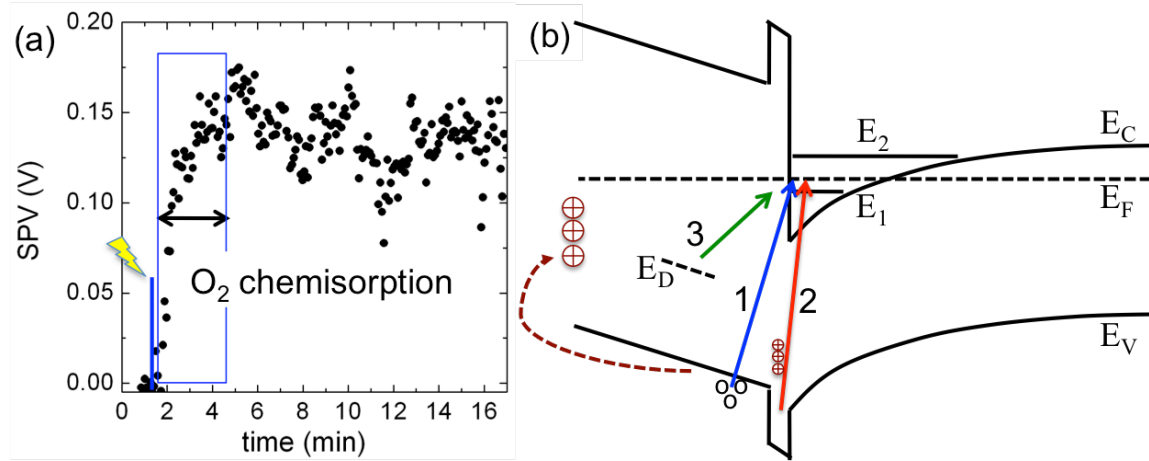 (a)
0.20
0.15
0.10
0.05
0.00
SPV (V)
O2 chemisorption
0 2 4 6 8 10 12 14 16
time (min)
(b)
E2
EC
EF
E1
3
ED
1
2
EV